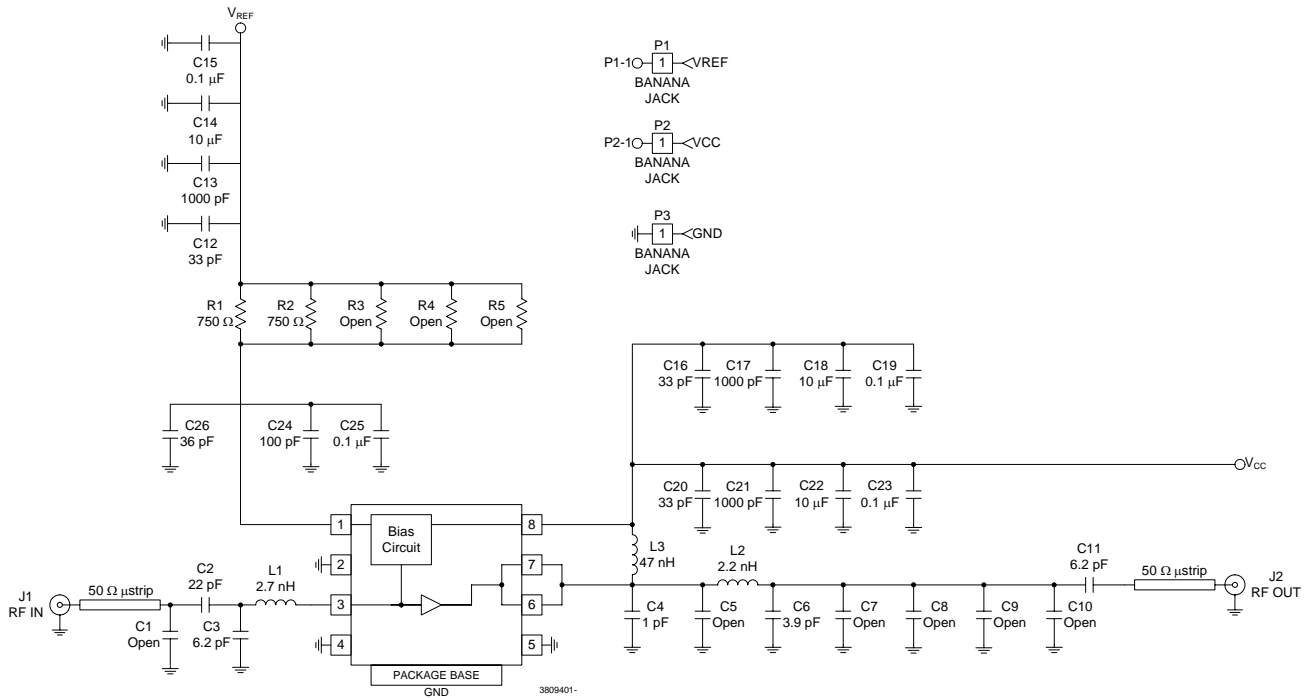 V_REF
C15
0.1 µF
C14
10 µF
C13
1000 pF
C12
33 pF
P1
P1-1
1
VREF
BANANA
JACK
P2
P2-1
1
VCC
BANANA
JACK
P3
1
GND
BANANA
JACK
R1
750 Ω
R2
750 Ω
R3
Open
R4
Open
R5
Open
C16
33 pF
C17
1000 pF
C18
10 µF
C19
0.1 µF
C26
36 pF
C24
100 pF
C25
0.1 µF
V_CC
C20
33 pF
C21
1000 pF
C22
10 µF
C23
0.1 µF
1
Bias
Circuit
8
2
7
3
6
4
5
PACKAGE BASE
GND
3809401-
J1
RF IN
50 Ω µstrip
C1
Open
C2
22 pF
C3
6.2 pF
L1
2.7 nH
L3
47 nH
L2
2.2 nH
C4
1 pF
C5
Open
C6
3.9 pF
C7
Open
C8
Open
C9
Open
C10
Open
C11
6.2 pF
50 Ω µstrip
J2
RF OUT